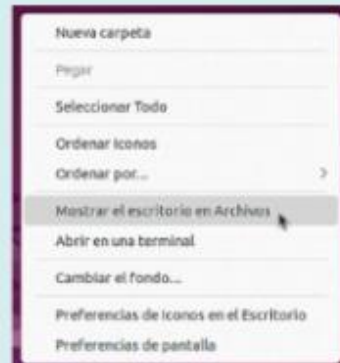 Nueva carpeta
Pegar
Seleccionar Todo
Ordenar Iconos
Ordenar por...
Mostrar el escritorio en Archivos
Abrir en una terminal
Cambiar el fondo...
Preferencias de Iconos en el Escritorio
Preferencias de pantalla